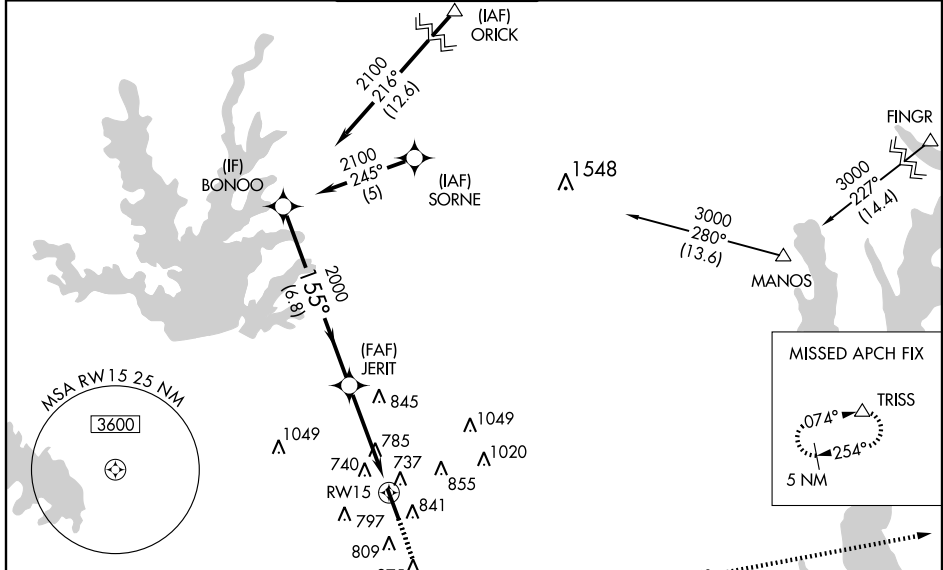 (IAF)
ORICK
2100
216°
(12.6)
FINGR
3000
227°
(14.4)
(IF)
BONOO
2100
245°
(5)
(IAF)
SORNE
1548
3000
280°
(13.6)
MANOS
2000
155°
(6.8)
(FAF)
JERIT
MISSED APCH FIX
TRISS
074°
254°
5 NM
MSA RW15 25 NM
3600
845
1049
1049
785
1020
740
737
855
RW15
841
797
809